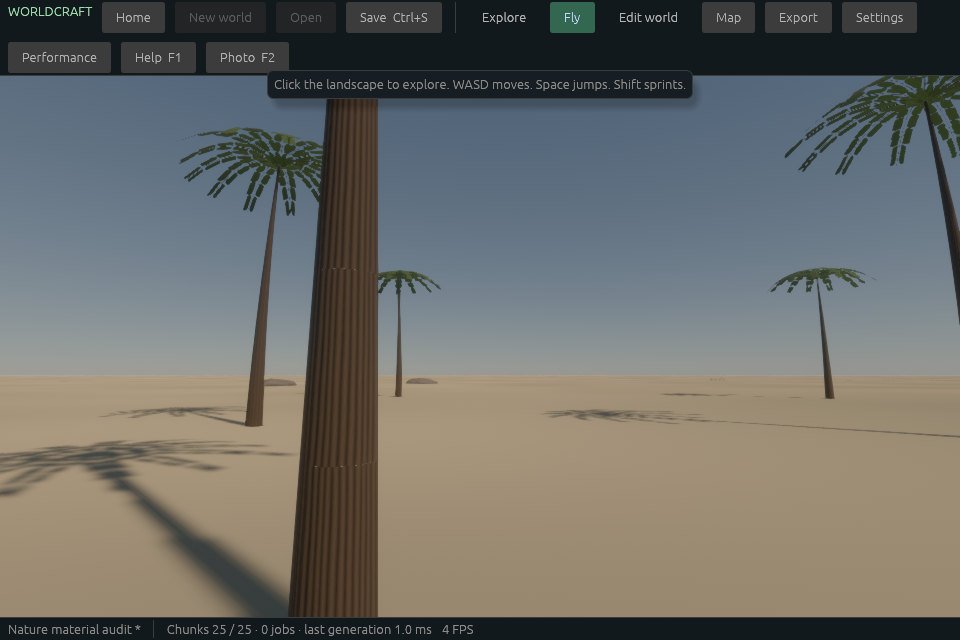 WORLDCRAFT Home New world Open Save Ctrl+S Explore Fly Edit world Map Export Settings
Performance Help F1 Photo F2
Click the landscape to explore. WASD moves. Space jumps. Shift sprints.
Nature material audit * Chunks 25 / 25 · 0 jobs · last generation 1.0 ms 4 FPS